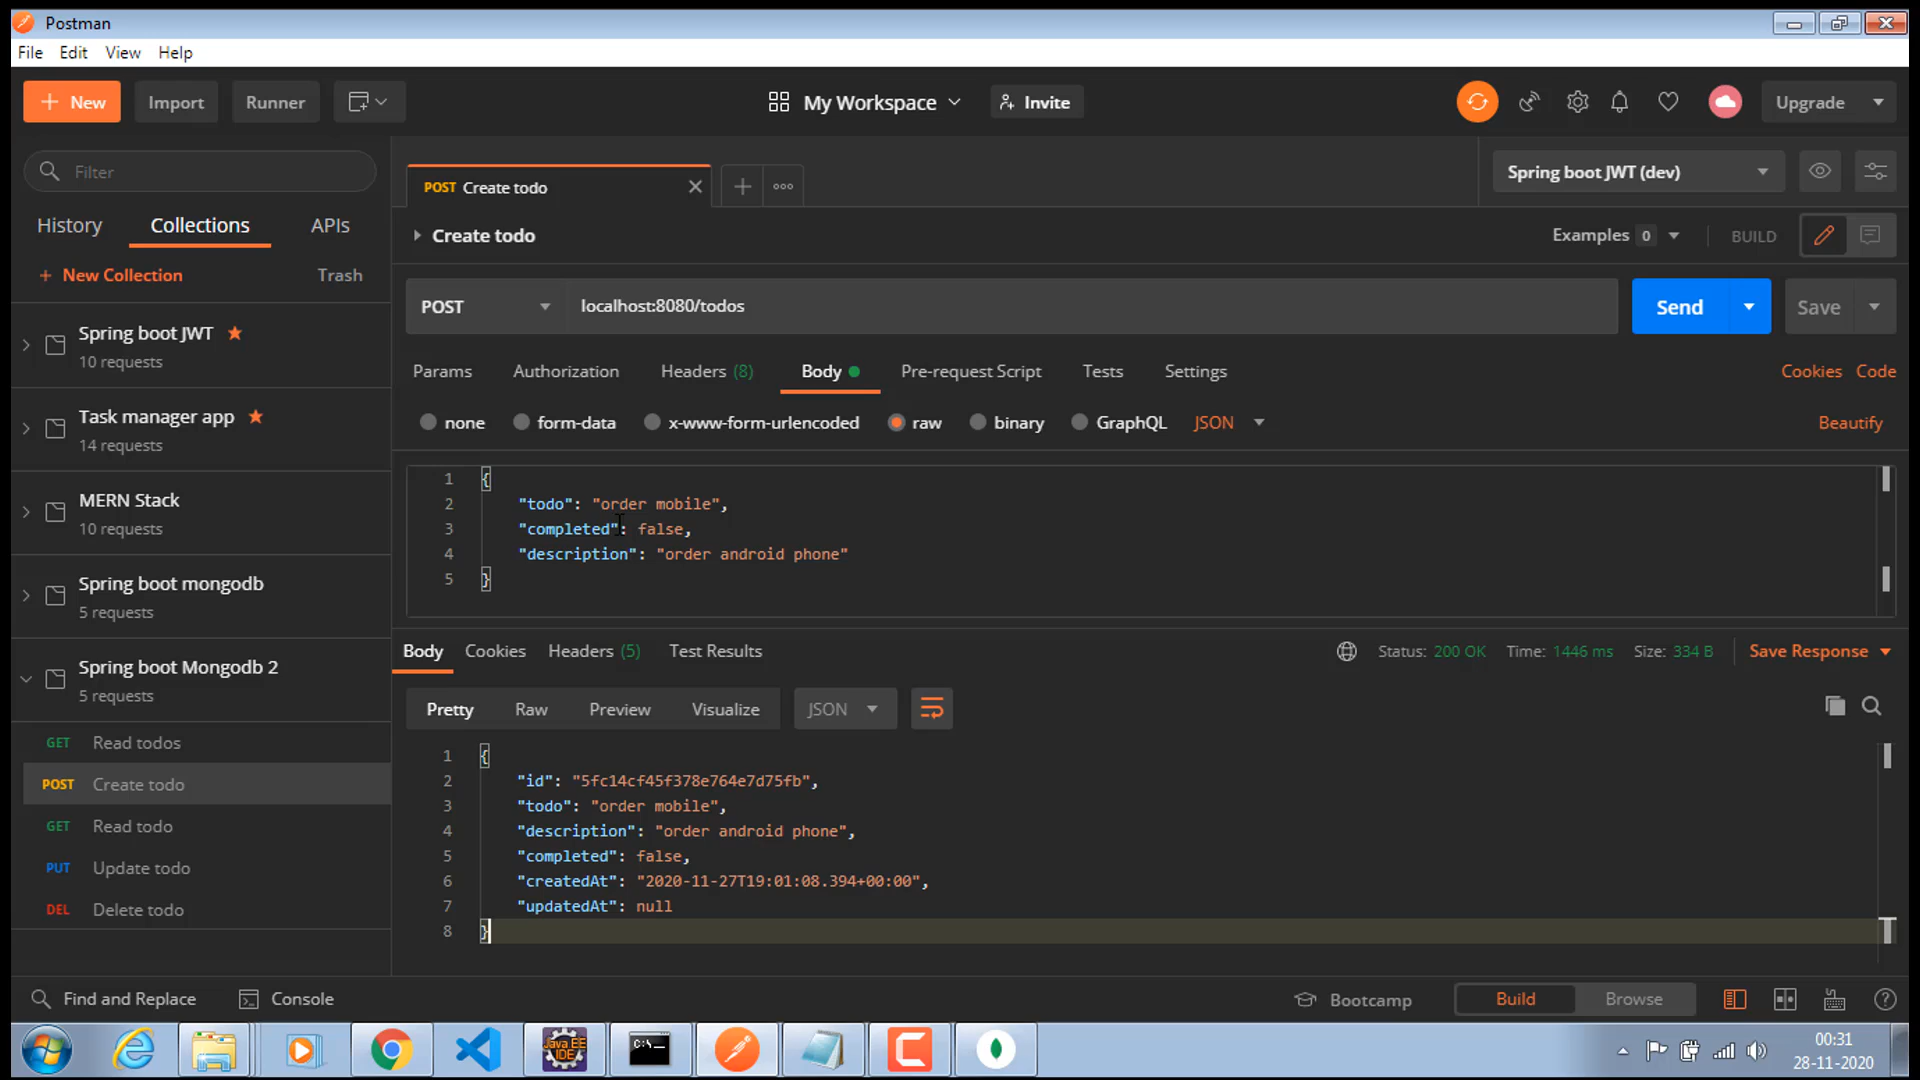 Postman
File Edit View Help
New Import Runner My Workspace Invite Upgrade
Filter
History Collections APIs
+ New Collection Trash
Spring boot JWT
10 requests
Task manager app
14 requests
MERN Stack
10 requests
Spring boot mongodb
5 requests
Spring boot Mongodb 2
5 requests
GET Read todos
POST Create todo
GET Read todo
PUT Update todo
DEL Delete todo
POST Create todo
Spring boot JWT (dev)
Create todo
Examples 0 BUILD
POST localhost:8080/todos Send Save
Params Authorization Headers (8) Body Pre-request Script Tests Settings Cookies Code
none form-data x-www-form-urlencoded raw binary GraphQL JSON Beautify
1 {
2 "todo": "order mobile",
3 "completed": false,
4 "description": "order android phone"
5 }
Body Cookies Headers (5) Test Results Status: 200 OK Time: 1446 ms Size: 334 B Save Response
Pretty Raw Preview Visualize JSON
1 {
2 "id": "5fc14cf45f378e764e7d75fb",
3 "todo": "order mobile",
4 "description": "order android phone",
5 "completed": false,
6 "createdAt": "2020-11-27T19:01:08.394+00:00",
7 "updatedAt": null
8 }
Find and Replace Console Bootcamp Build Browse
Java EE
IDE
C:\
00:31
28-11-2020